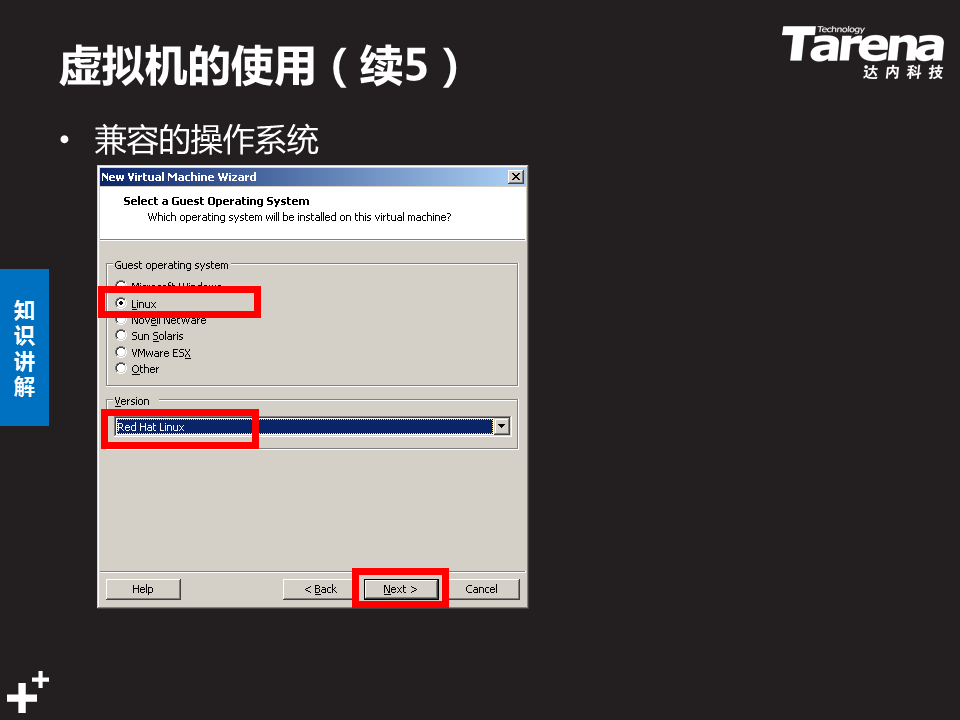 虚拟机的使用（续5）
Technology
Tarena
达内科技
• 兼容的操作系统
New Virtual Machine Wizard
Select a Guest Operating System
Which operating system will be installed on this virtual machine?
Guest operating system
Microsoft Windows
Linux
Novell NetWare
Sun Solaris
VMware ESX
Other
Version
Red Hat Linux
Help
< Back
Next >
Cancel
知识讲解